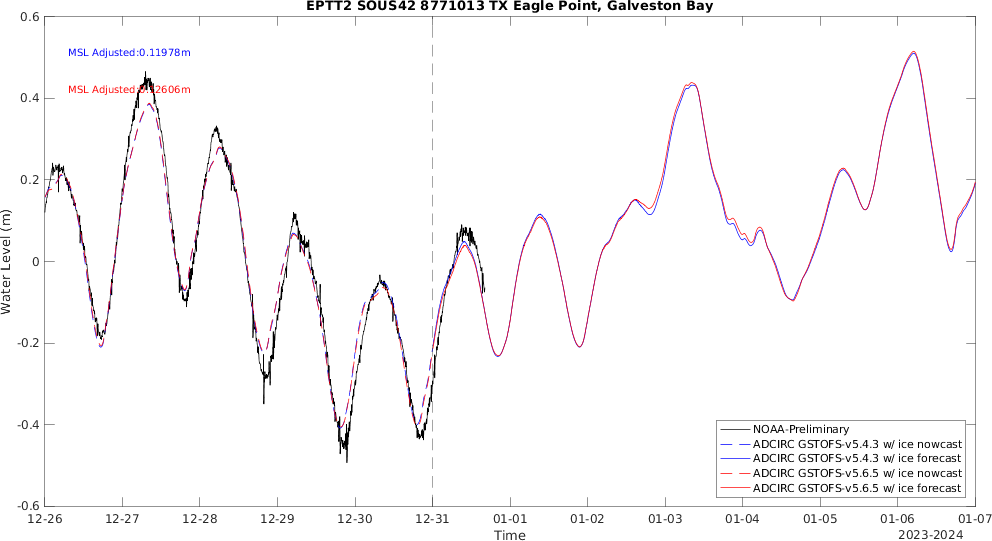 EPTT2 SOUS42 8771013 TX Eagle Point, Galveston Bay
0.6
MSL Adjusted:0.11978m
MSL Adjusted:0.12606m
0.4
0.2
0
-0.2
-0.4
-0.6
Water Level (m)
NOAA-Preliminary
ADCIRC GSTOFS-v5.4.3 w/ ice nowcast
ADCIRC GSTOFS-v5.4.3 w/ ice forecast
ADCIRC GSTOFS-v5.6.5 w/ ice nowcast
ADCIRC GSTOFS-v5.6.5 w/ ice forecast
12-26 12-27 12-28 12-29 12-30 12-31 01-01 01-02 01-03 01-04 01-05 01-06 01-07
Time
2023-2024